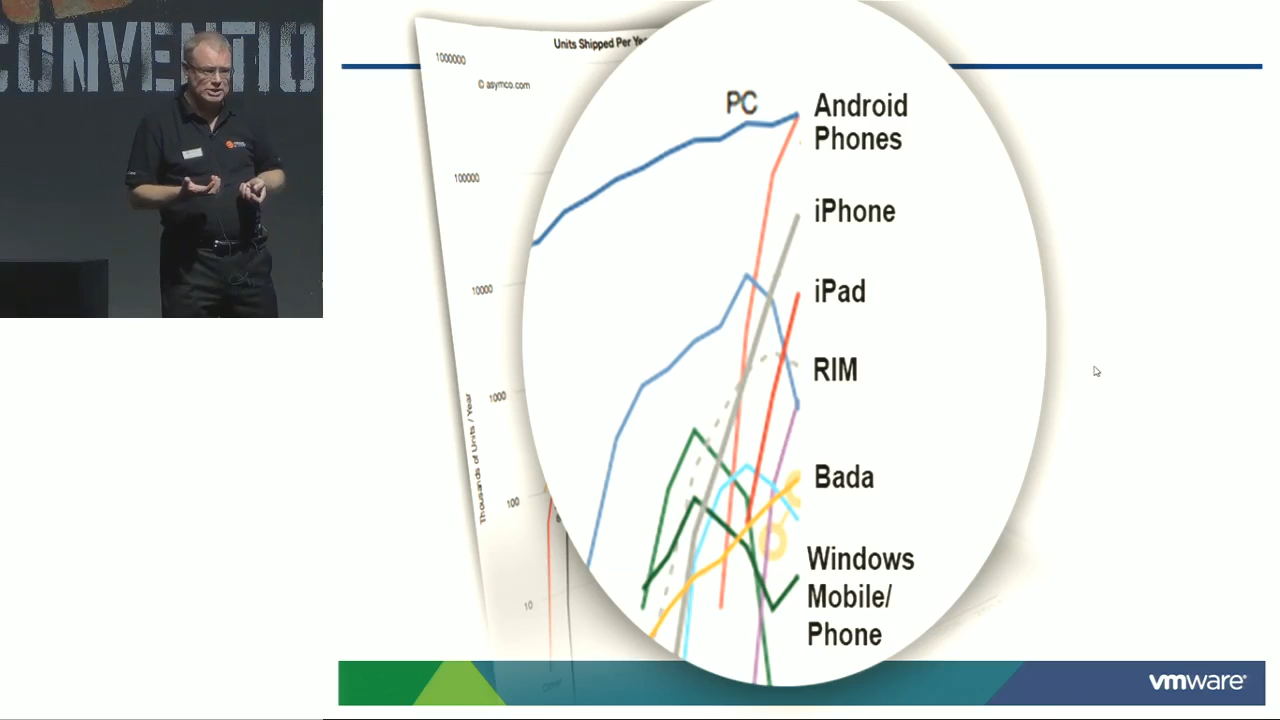 CONVENTIO
Units Shipped Per Ye
1000000
© asymco.com
100000
10000
1000
100
10
Thousands of Units / Year
PC
Android
Phones
iPhone
iPad
RIM
Bada
Windows
Mobile/
Phone
vmware